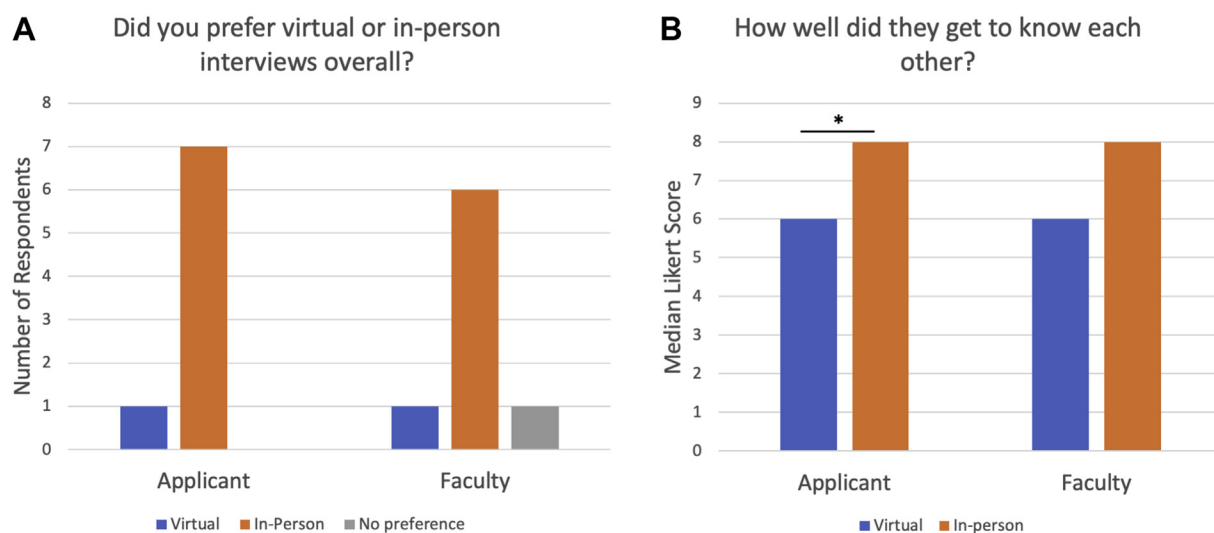 A
Did you prefer virtual or in-person
interviews overall?
Number of Respondents
8
7
6
5
4
3
2
1
0
Applicant
Faculty
Virtual
In-Person
No preference
B
How well did they get to know each
other?
Median Likert Score
9
8
7
6
5
4
3
2
1
0
*
Applicant
Faculty
Virtual
In-person